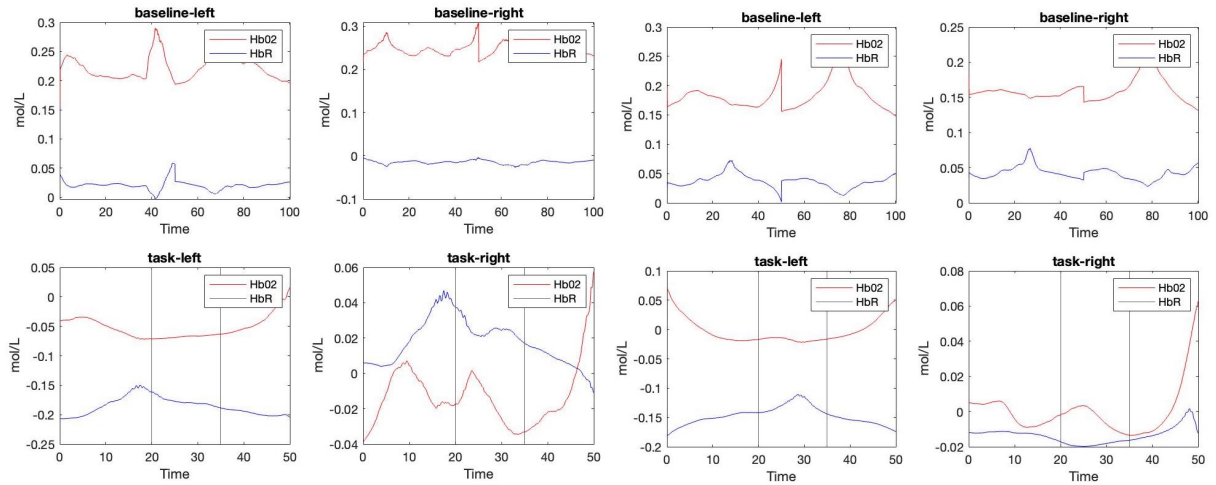 baseline-left
0.3
0.25
0.2
0.15
0.1
0.05
0
mol/L
Hb02
HbR
0 20 40 60 80 100
Time
baseline-right
0.3
0.2
0.1
0
-0.1
mol/L
Hb02
HbR
0 20 40 60 80 100
Time
baseline-left
0.3
0.25
0.2
0.15
0.1
0.05
0
mol/L
Hb02
HbR
0 20 40 60 80 100
Time
baseline-right
0.25
0.2
0.15
0.1
0.05
0
mol/L
Hb02
HbR
0 20 40 60 80 100
Time
task-left
0.05
0
-0.05
-0.1
-0.15
-0.2
-0.25
mol/L
Hb02
HbR
0 10 20 30 40 50
Time
task-right
0.06
0.04
0.02
0
-0.02
-0.04
mol/L
Hb02
HbR
0 10 20 30 40 50
Time
task-left
0.1
0.05
0
-0.05
-0.1
-0.15
-0.2
mol/L
Hb02
HbR
0 10 20 30 40 50
Time
task-right
0.08
0.06
0.04
0.02
0
-0.02
mol/L
Hb02
HbR
0 10 20 30 40 50
Time